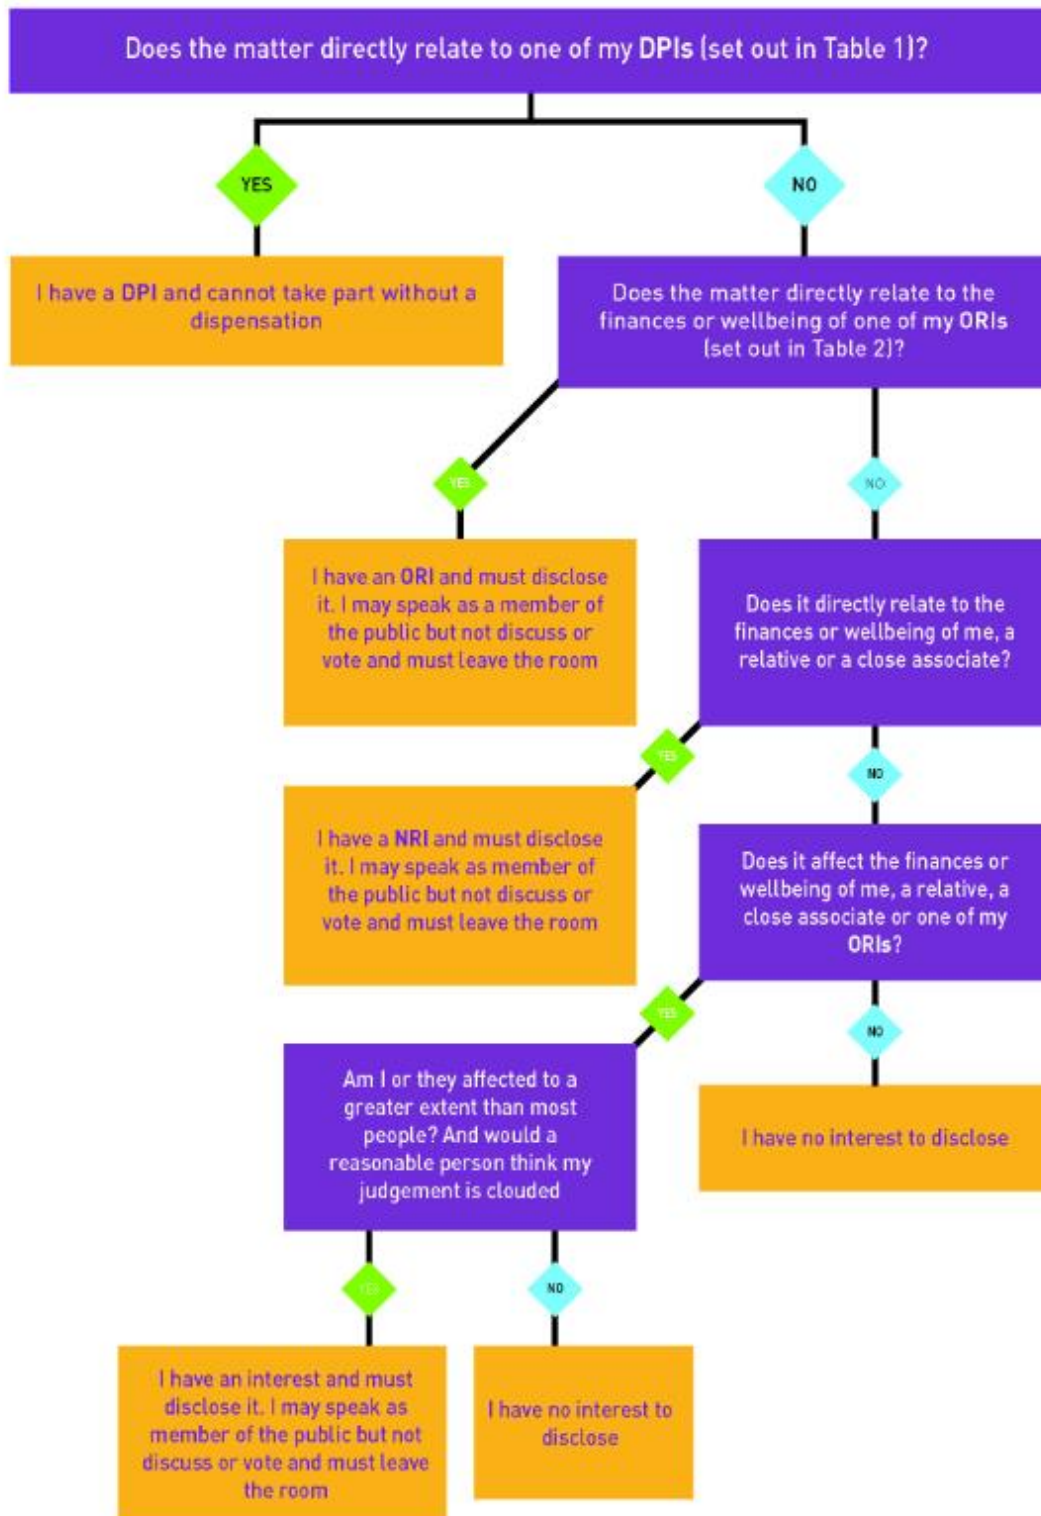 Does the matter directly relate to one of my DPIs (set out in Table 1)?
YES
NO
I have a DPI and cannot take part without a
dispensation
Does the matter directly relate to the
finances or wellbeing of one of my ORIs
(set out in Table 2)?
YES
NO
I have an ORI and must disclose
it. I may speak as a member of
the public but not discuss or
vote and must leave the room
Does it directly relate to the
finances or wellbeing of me, a
relative or a close associate?
YES
NO
I have a NRI and must disclose
it. I may speak as member of
the public but not discuss or
vote and must leave the room
Does it affect the finances or
wellbeing of me, a relative, a
close associate or one of my
ORIs?
YES
NO
Am I or they affected to a
greater extent than most
people? And would a
reasonable person think my
judgement is clouded
I have no interest to disclose
YES
NO
I have an interest and must
disclose it. I may speak as
member of the public but not
discuss or vote and must leave
the room
I have no interest to
disclose